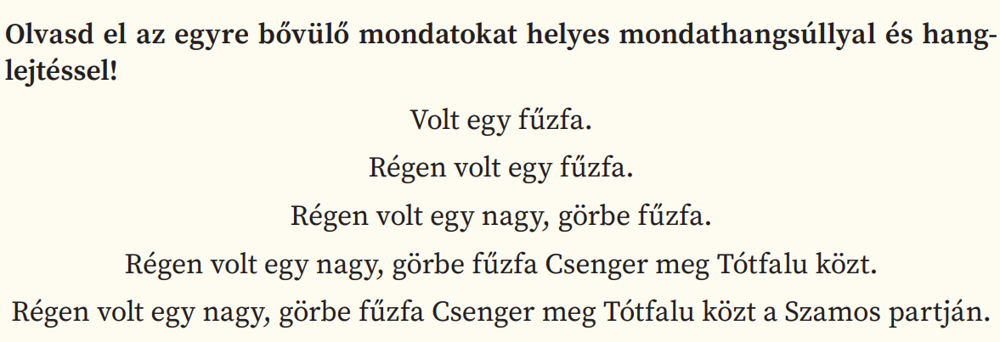 Olvasd el az egyre bővülő mondatokat helyes mondathangsúllyal és hang-
lejtéssel!
Volt egy fűzfa.
Régen volt egy fűzfa.
Régen volt egy nagy, görbe fűzfa.
Régen volt egy nagy, görbe fűzfa Csenger meg Tótfalu közt.
Régen volt egy nagy, görbe fűzfa Csenger meg Tótfalu közt a Szamos partján.